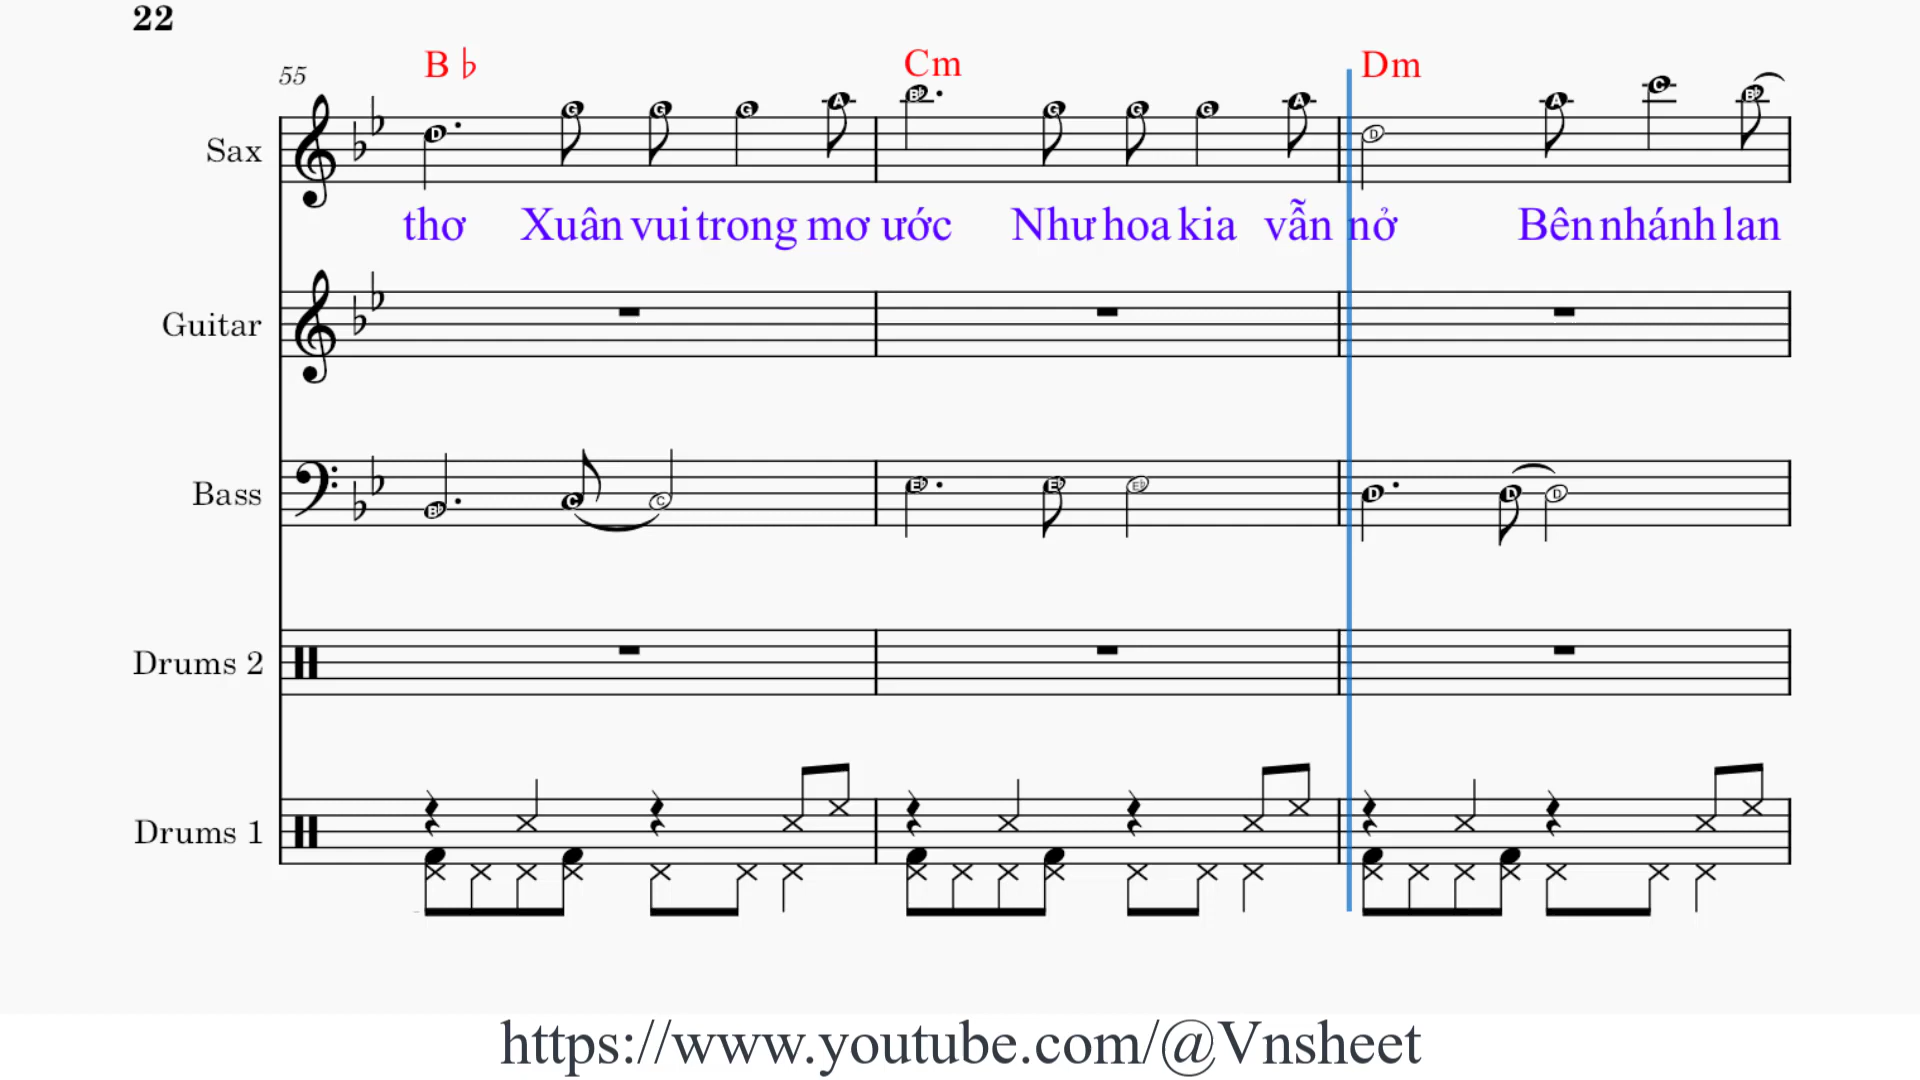 22
55
B♭ Cm Dm
Sax
thơ Xuân vui trong mơ ước Như hoa kia vẫn nở Bên nhánh lan
Guitar
Bass
Drums 2
Drums 1
https://www.youtube.com/@Vnsheet